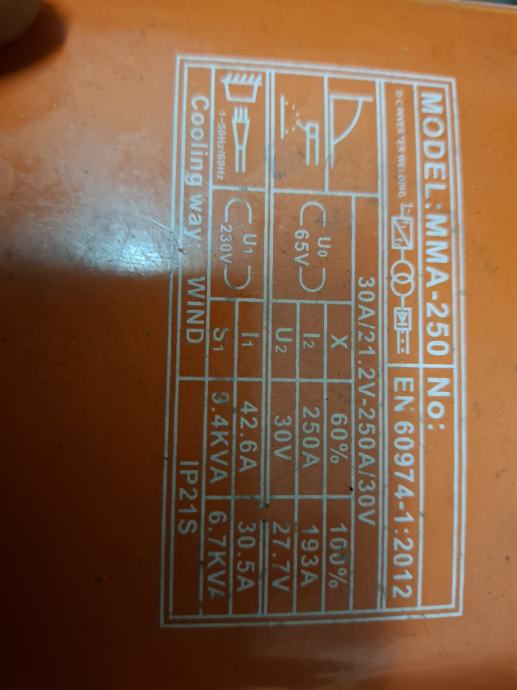 MODEL:MMA-250 No:
DC INVERTER WELDING 1~ EN 60974-1:2012
30A/21.2V-250A/30V
X 60% 100%
U0 65V I2 250A 193A
U2 30V 27.7V
1~50Hz/60Hz U1 230V I1 42.6A 30.5A
S1 9.4KVA 6.7KVA
Cooling way: WIND IP21S